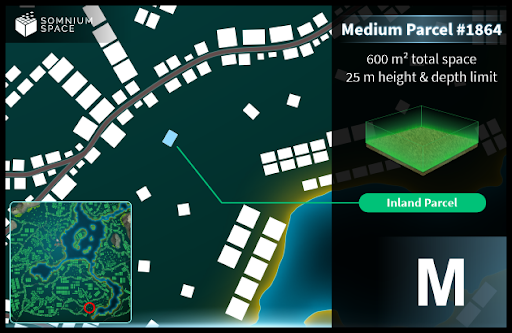 SOMNIUM
SPACE
Medium Parcel #1864
600 m² total space
25 m height & depth limit
Inland Parcel
M